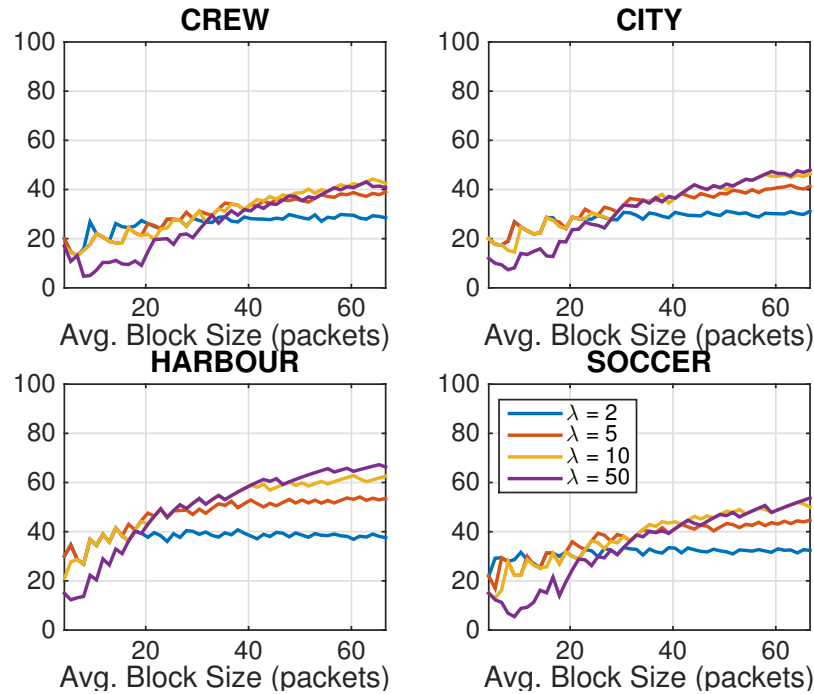 CREW
100
80
60
40
20
0
20 40 60
Avg. Block Size (packets)
CITY
100
80
60
40
20
0
20 40 60
Avg. Block Size (packets)
HARBOUR
100
80
60
40
20
0
20 40 60
Avg. Block Size (packets)
SOCCER
100
80
60
40
20
0
λ = 2
λ = 5
λ = 10
λ = 50
20 40 60
Avg. Block Size (packets)